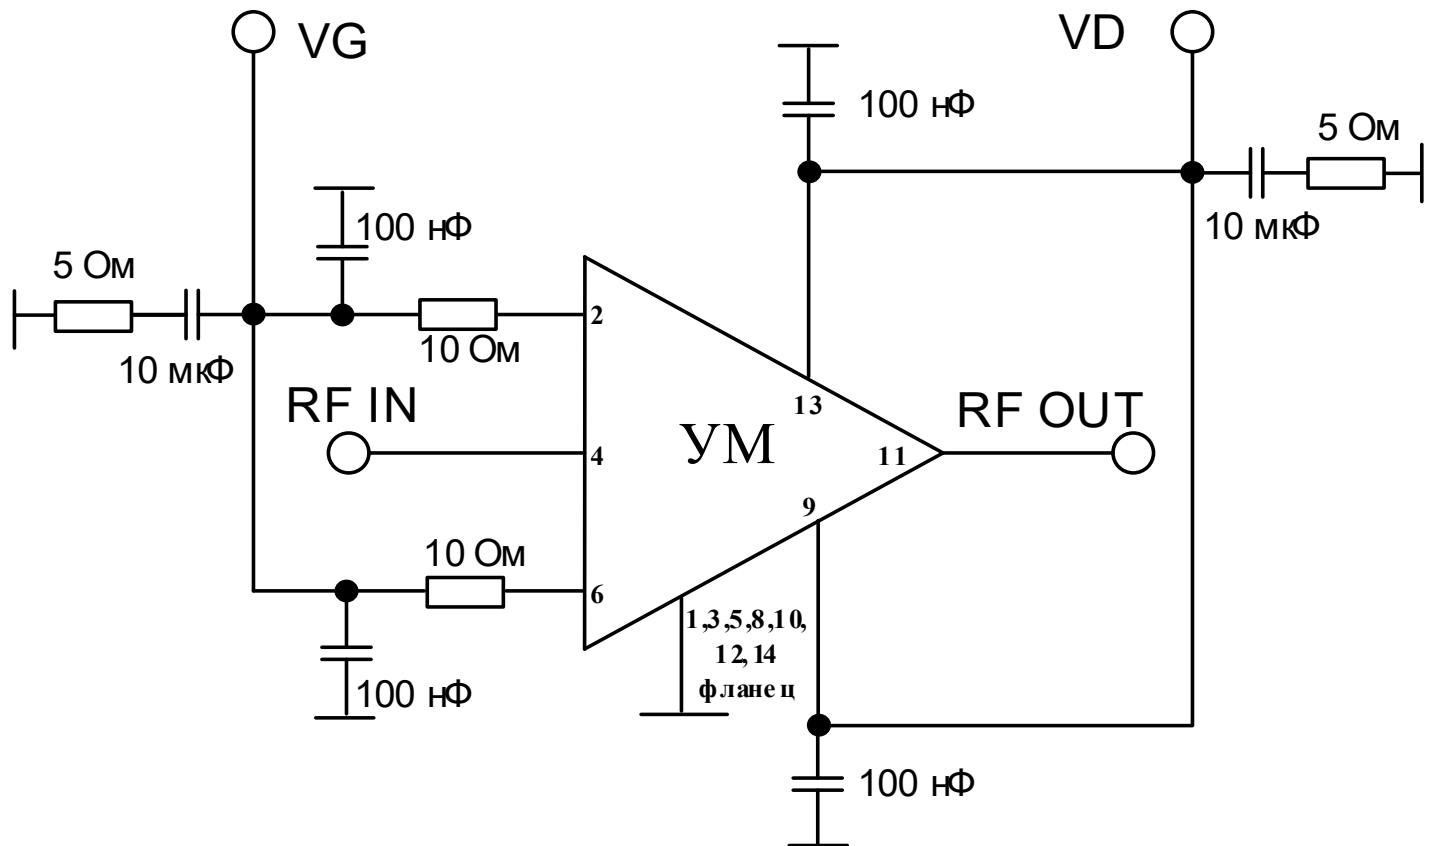 VG
VD
100 нФ
5 Ом
100 нФ
10 мкФ
5 Ом
2
10 Ом
10 мкФ
RF IN
13
RF OUT
УМ
4
11
9
10 Ом
6
1,3,5,8,10,
12,14
фланец
100 нФ
100 нФ